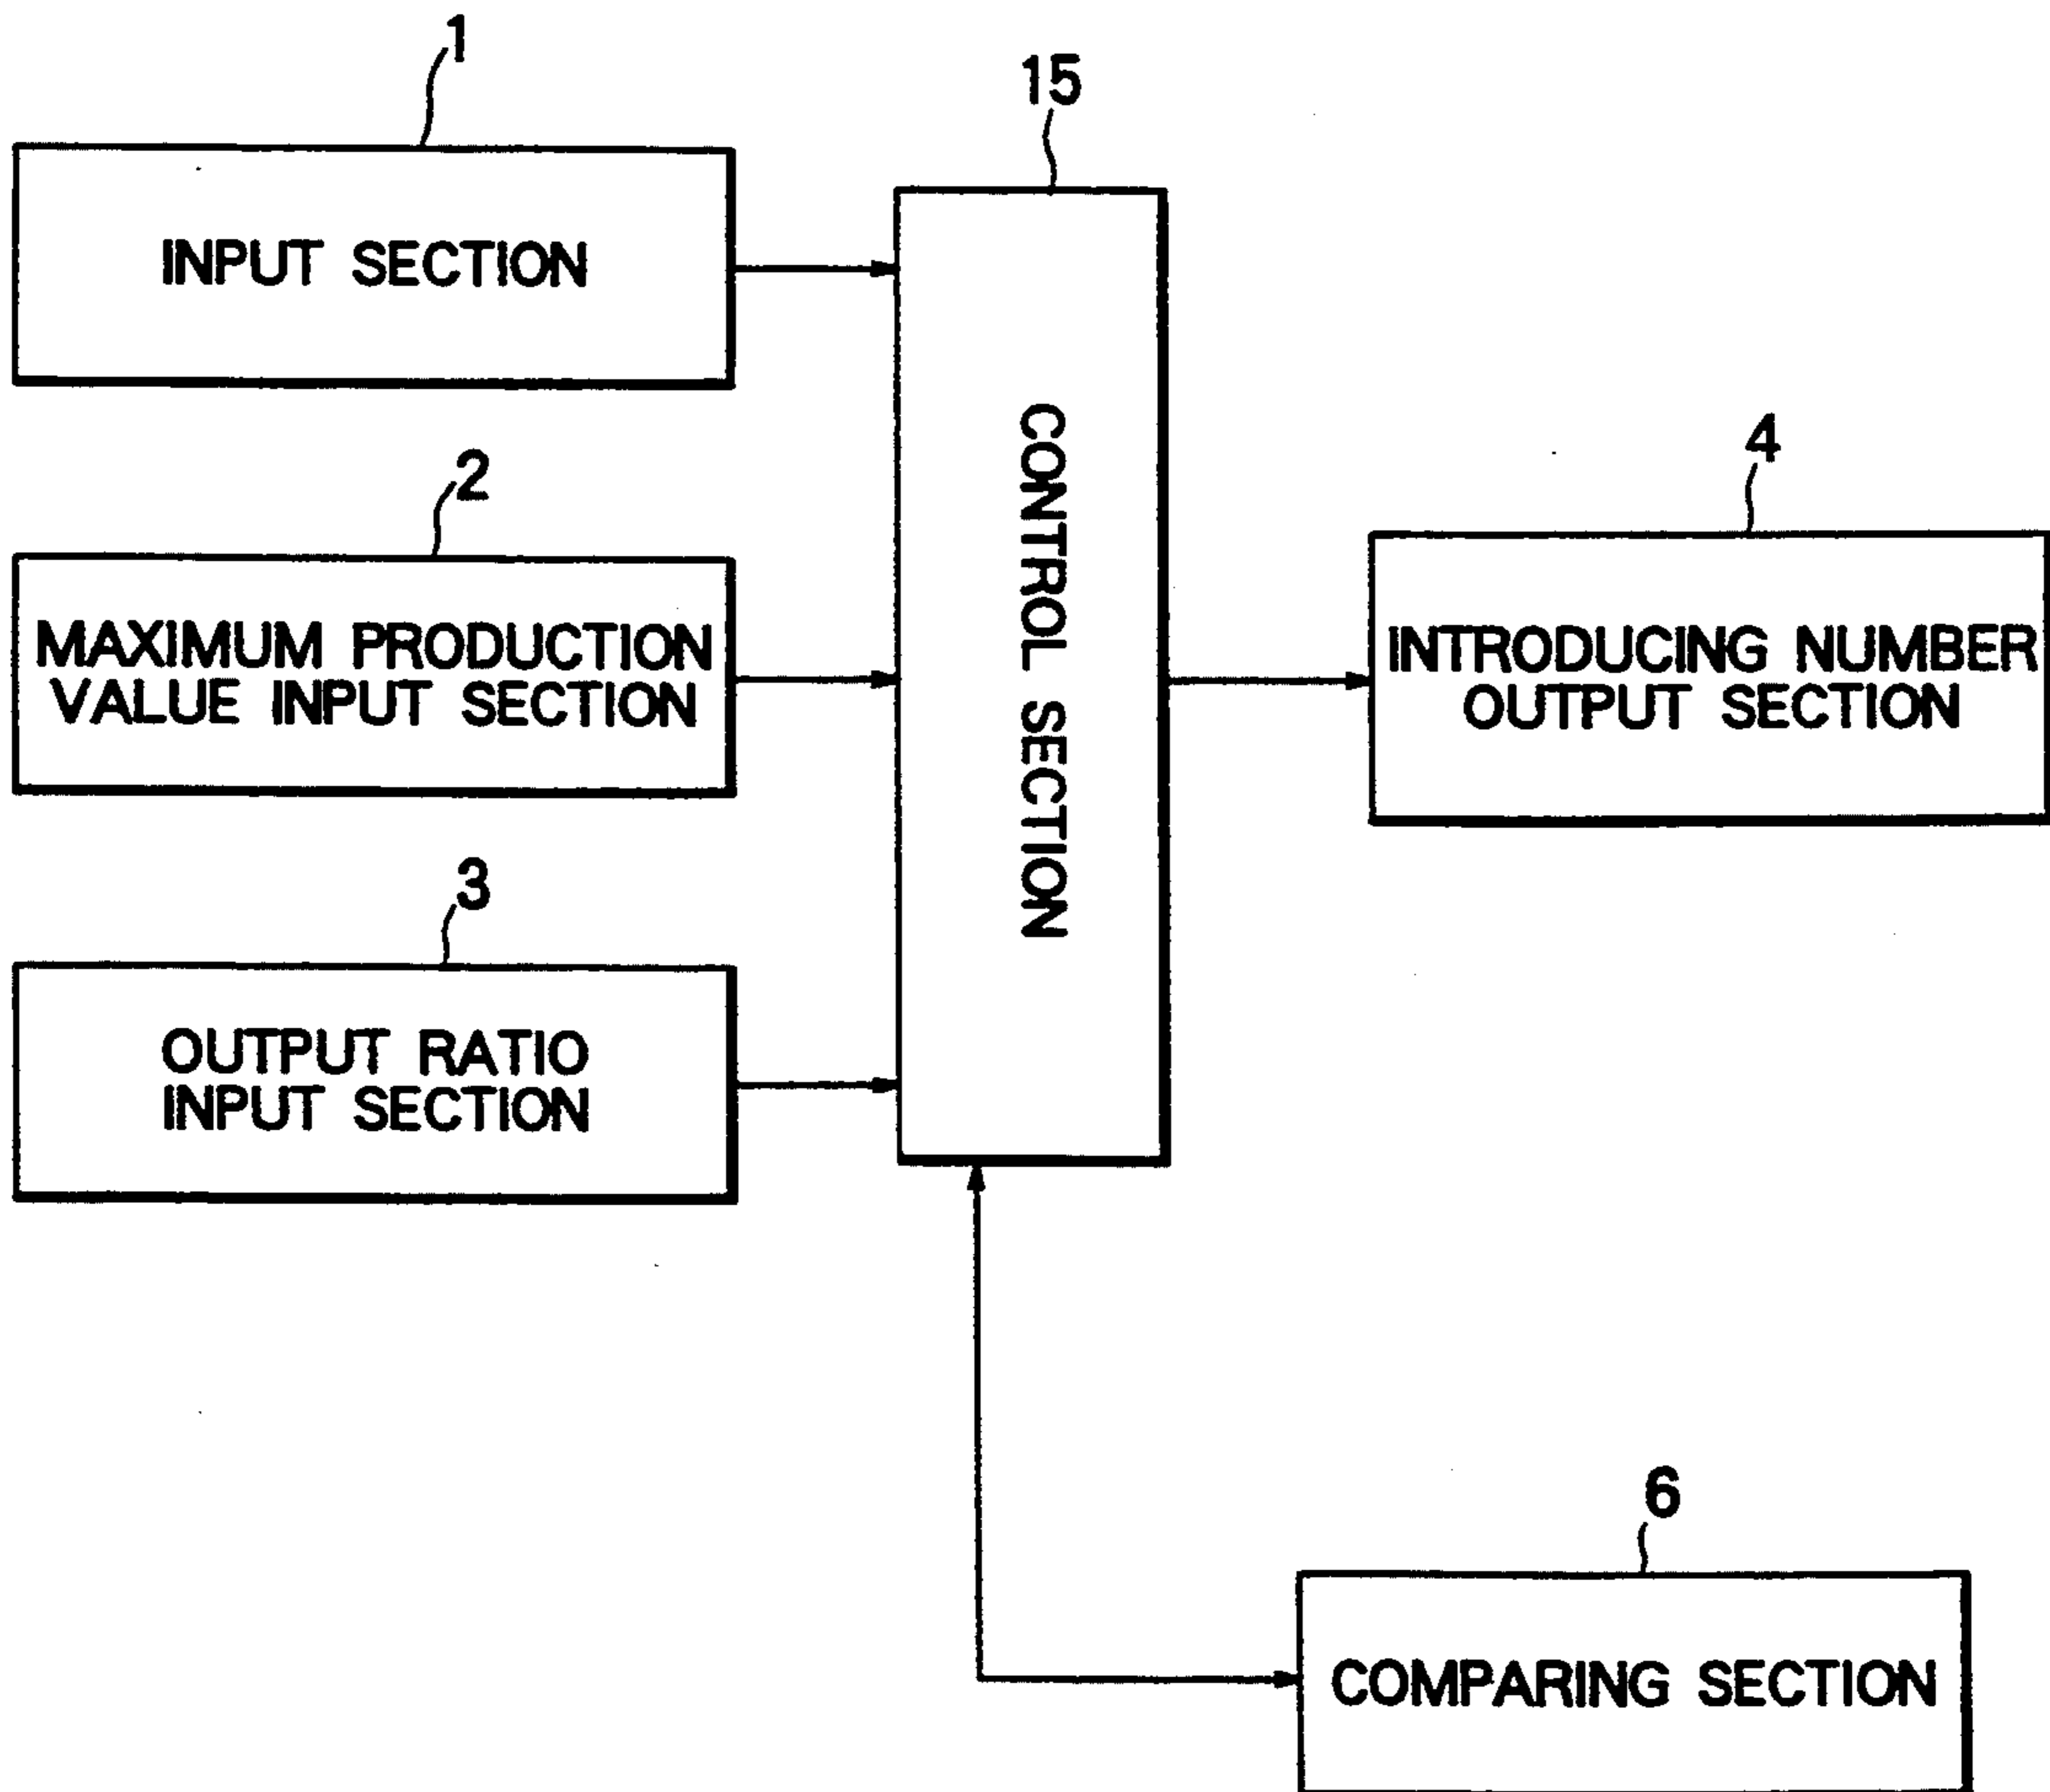 1
INPUT SECTION
2
MAXIMUM PRODUCTION
VALUE INPUT SECTION
3
OUTPUT RATIO
INPUT SECTION
15
CONTROL SECTION
4
INTRODUCING NUMBER
OUTPUT SECTION
6
COMPARING SECTION